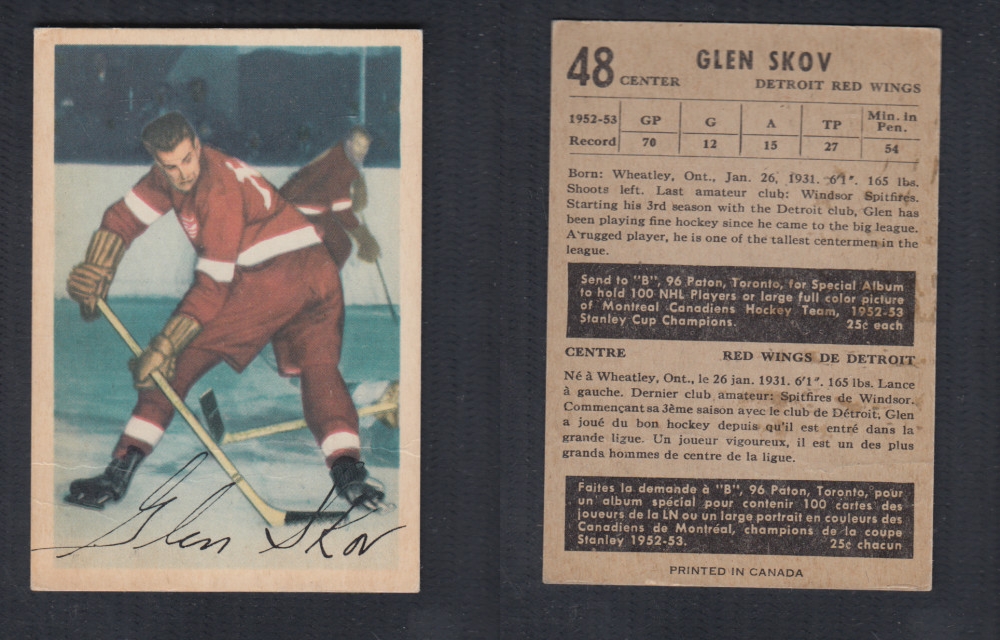 Glen Skov
48 CENTER
GLEN SKOV
DETROIT RED WINGS
1952-53 Record
GP G A TP Min. in Pen.
70 12 15 27 54
Born: Wheatley, Ont., Jan. 26, 1931. 6'1". 165 lbs.
Shoots left. Last amateur club: Windsor Spitfires.
Starting his 3rd season with the Detroit club, Glen has
been playing fine hockey since he came to the big league.
A rugged player, he is one of the tallest centermen in the
league.
Send to "B", 96 Paton, Toronto, for Special Album
to hold 100 NHL Players or large full color picture
of Montreal Canadiens Hockey Team, 1952-53
Stanley Cup Champions. 25¢ each
CENTRE RED WINGS DE DETROIT
Né à Wheatley, Ont., le 26 jan. 1931. 6'1". 165 lbs. Lance
à gauche. Dernier club amateur: Spitfires de Windsor.
Commençant sa 3ème saison avec le club de Détroit, Glen
a joué du bon hockey depuis qu'il est entré dans la
grande ligue. Un joueur vigoureux, il est un des plus
grands hommes de centre de la ligue.
Faites la demande à "B", 96 Paton, Toronto, pour
un album spécial pour contenir 100 cartes des
joueurs de la LN ou un large portrait en couleurs des
Canadiens de Montréal, champions de la coupe
Stanley 1952-53. 25¢ chacun
PRINTED IN CANADA